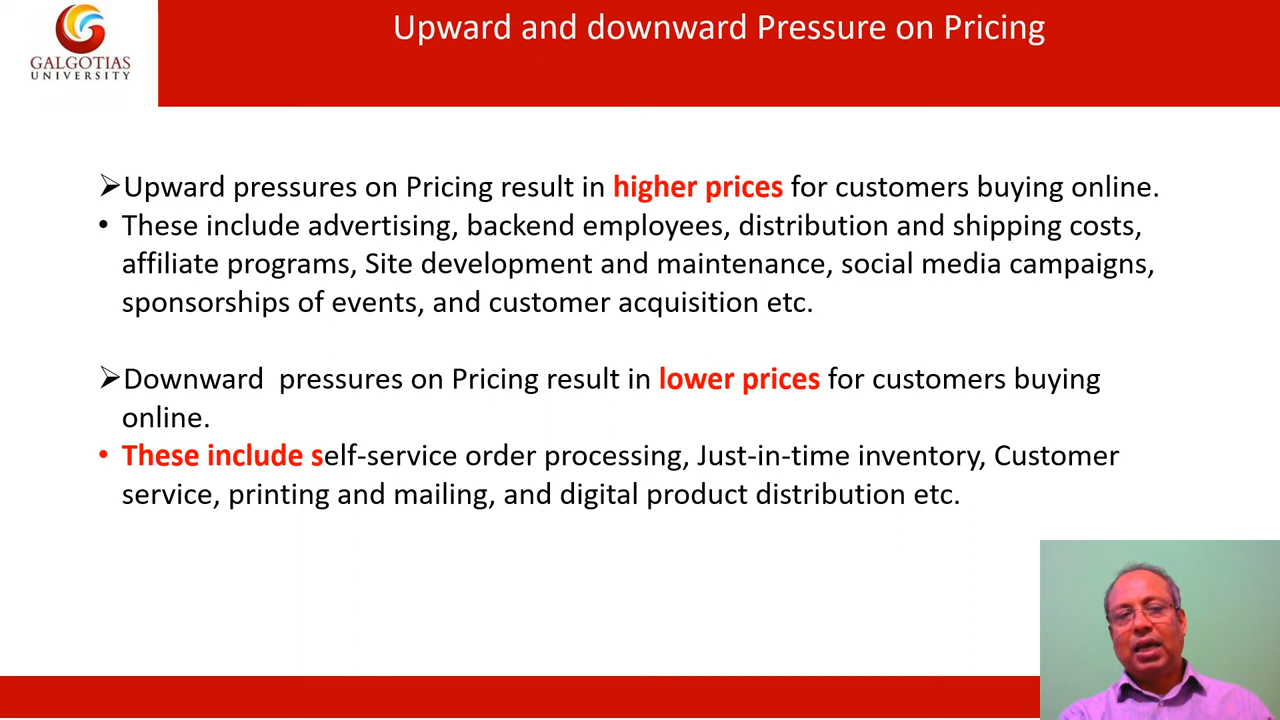 Upward and downward Pressure on Pricing
GALGOTIAS
UNIVERSITY
➢Upward pressures on Pricing result in higher prices for customers buying online.
• These include advertising, backend employees, distribution and shipping costs,
affiliate programs, Site development and maintenance, social media campaigns,
sponsorships of events, and customer acquisition etc.
➢Downward  pressures on Pricing result in lower prices for customers buying
online.
• These include self-service order processing, Just-in-time inventory, Customer
service, printing and mailing, and digital product distribution etc.